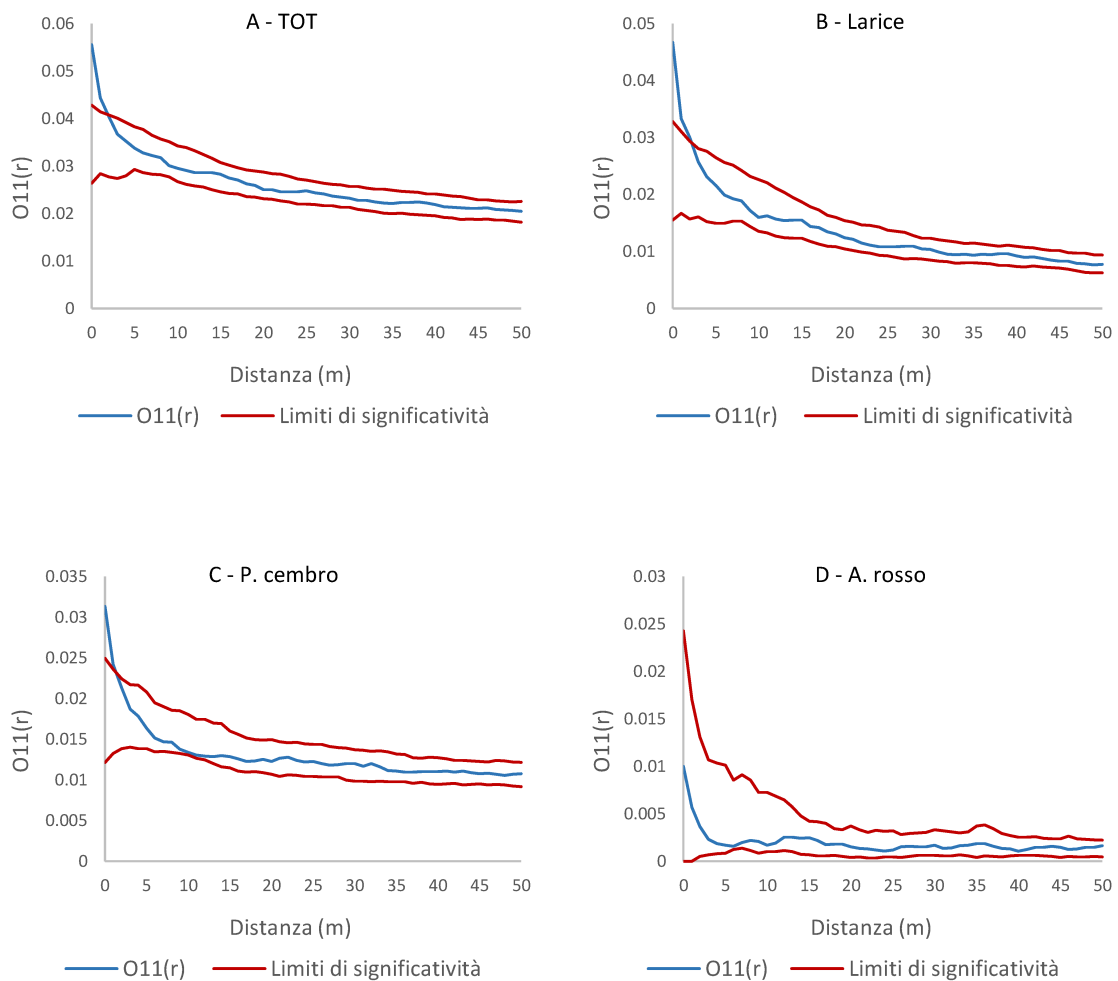 A - TOT
0.06
0.05
0.04
0.03
0.02
0.01
0
O11(r)
0 5 10 15 20 25 30 35 40 45 50
Distanza (m)
O11(r) Limiti di significatività
B - Larice
0.05
0.04
0.03
0.02
0.01
0
O11(r)
0 5 10 15 20 25 30 35 40 45 50
Distanza (m)
O11(r) Limiti di significatività
C - P. cembro
0.035
0.03
0.025
0.02
0.015
0.01
0.005
0
O11(r)
0 5 10 15 20 25 30 35 40 45 50
Distanza (m)
O11(r) Limiti di significatività
D - A. rosso
0.03
0.025
0.02
0.015
0.01
0.005
0
O11(r)
0 5 10 15 20 25 30 35 40 45 50
Distanza (m)
O11(r) Limiti di significatività